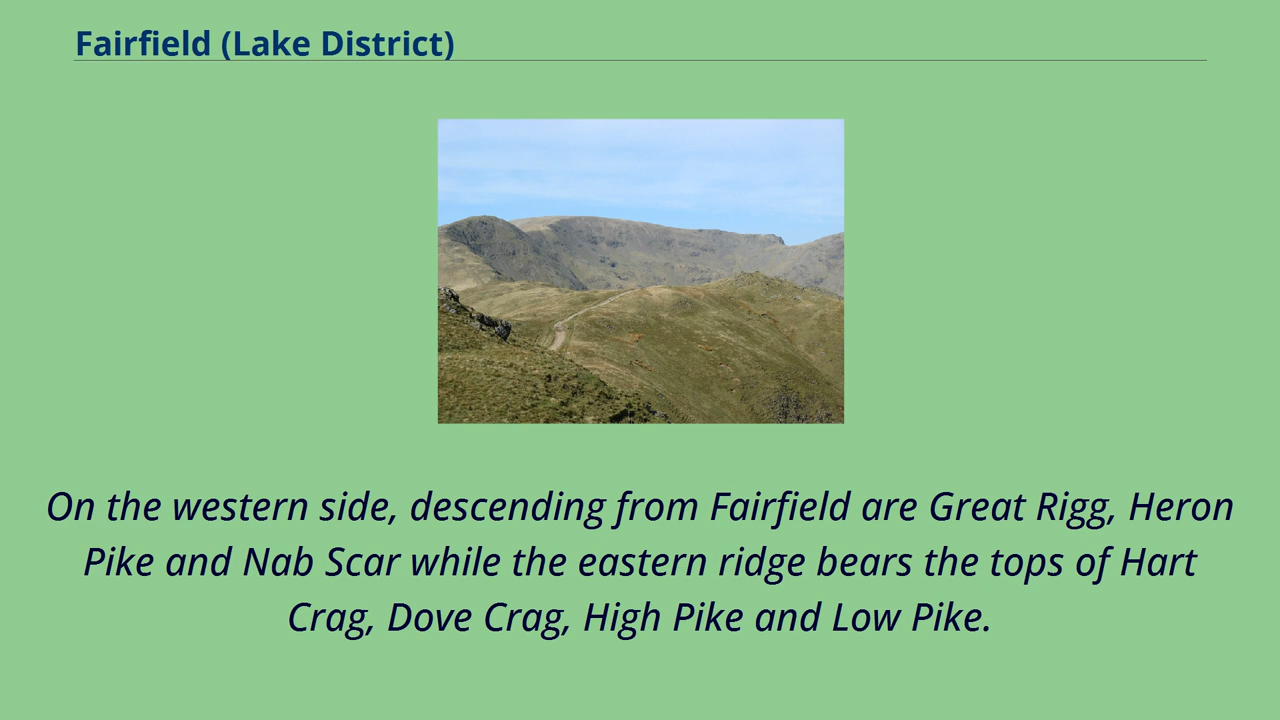 Fairfield (Lake District)
On the western side, descending from Fairfield are Great Rigg, Heron
Pike and Nab Scar while the eastern ridge bears the tops of Hart
Crag, Dove Crag, High Pike and Low Pike.